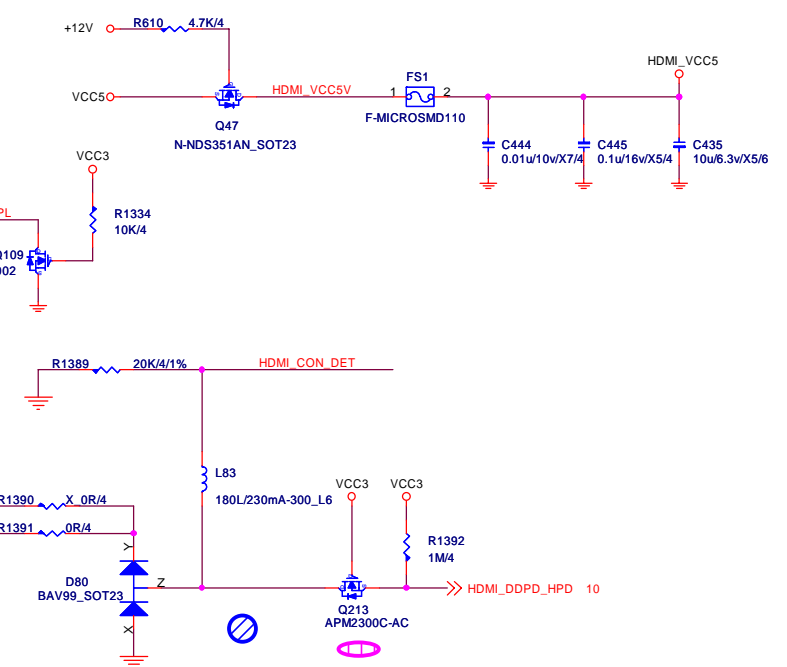 +12V
R610 4.7K/4
VCC5
Q47
N-NDS351AN_SOT23
HDMI_VCC5V
1 FS1 2
F-MICROSMD110
HDMI_VCC5
C444
0.01u/10v/X7/4
C445
0.1u/16v/X5/4
C435
10u/6.3v/X5/6
VCC3
R1334
10K/4
PL
Q109
002
R1389 20K/4/1% HDMI_CON_DET
L83
180L/230mA-300_L6
VCC3 VCC3
R1390 X_0R/4
R1391 0R/4
R1392
1M/4
Y
Z
D80
BAV99_SOT23
X
Q213
APM2300C-AC
HDMI_DDPD_HPD 10